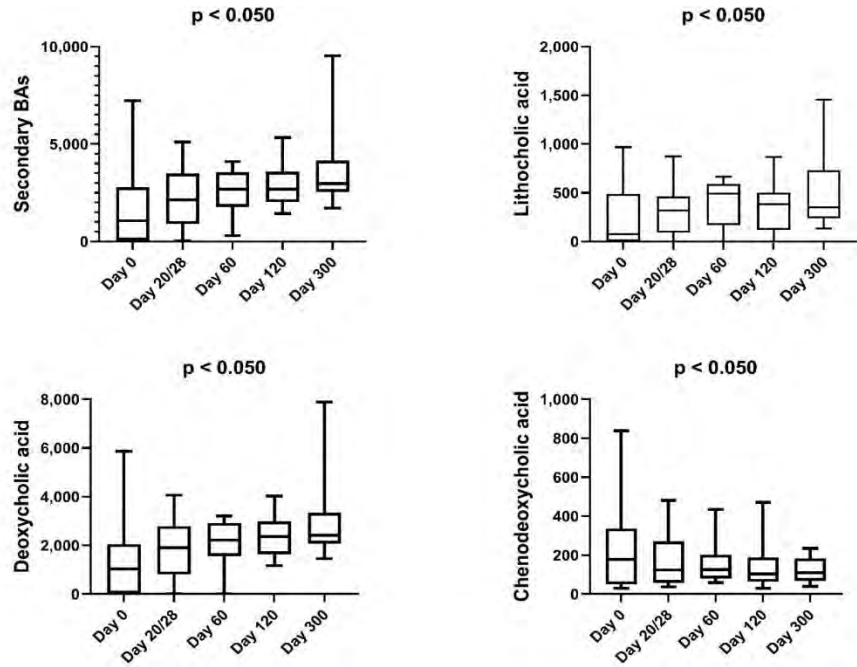 p < 0.050
Secondary BAs
10,000
5,000
0
Day 0
Day 20/28
Day 60
Day 120
Day 300
p < 0.050
Lithocholic acid
2,000
1,500
1,000
500
0
Day 0
Day 20/28
Day 60
Day 120
Day 300
p < 0.050
Deoxycholic acid
8,000
6,000
4,000
2,000
0
Day 0
Day 20/28
Day 60
Day 120
Day 300
p < 0.050
Chenodeoxycholic acid
1,000
800
600
400
200
0
Day 0
Day 20/28
Day 60
Day 120
Day 300